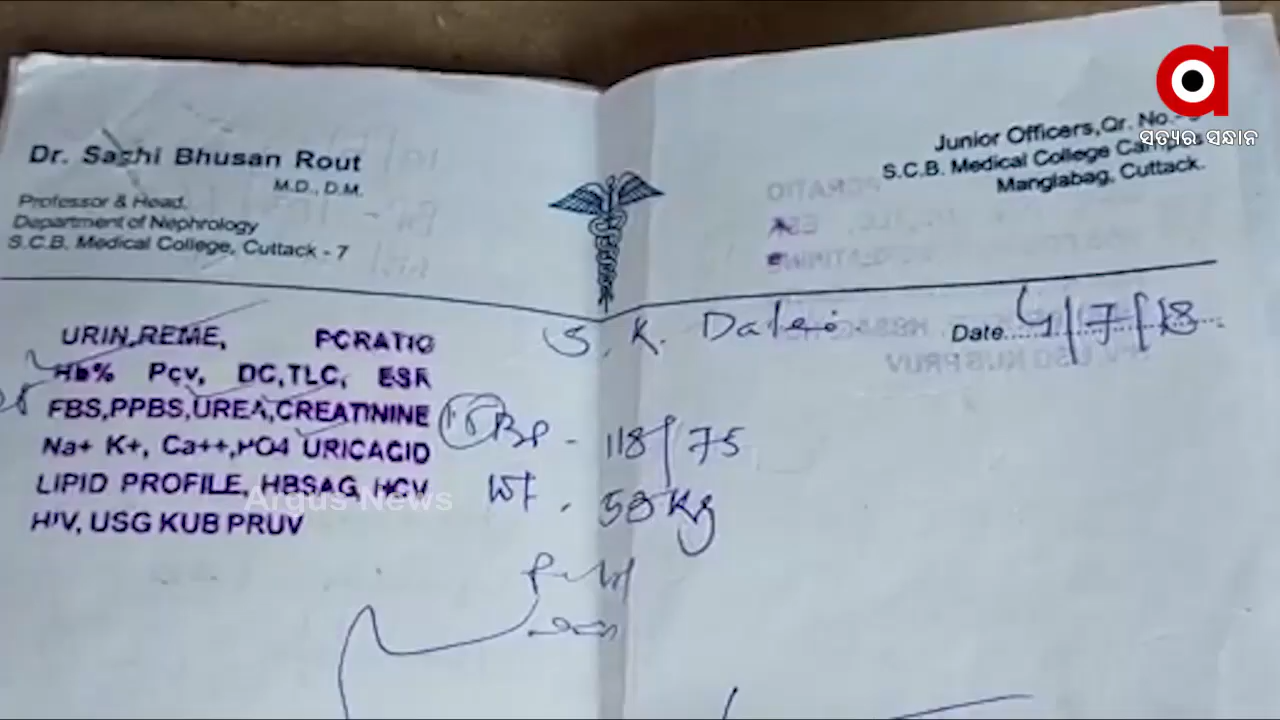 ସତ୍ୟର ସନ୍ଧାନ
Dr. Sashi Bhusan Rout
M.D., D.M.
Professor & Head.
Department of Nephrology
S.C.B. Medical College, Cuttack - 7
Junior Officers,Qr. No.-
S.C.B. Medical College Campus
Manglabag, Cuttack.
S. K. Dalei
Date.... 4/7/18
URIN,REME, PCRATIO
Hb% Pcv, DC,TLC, ESR
FBS,PPBS,UREA,CREATININE
Na+ K+, Ca++,PO4 URICACID
LIPID PROFILE, HBSAG, HCV
HIV, USG KUB PRUV
BP - 118/75
Wt. 58 Kg
Argus News